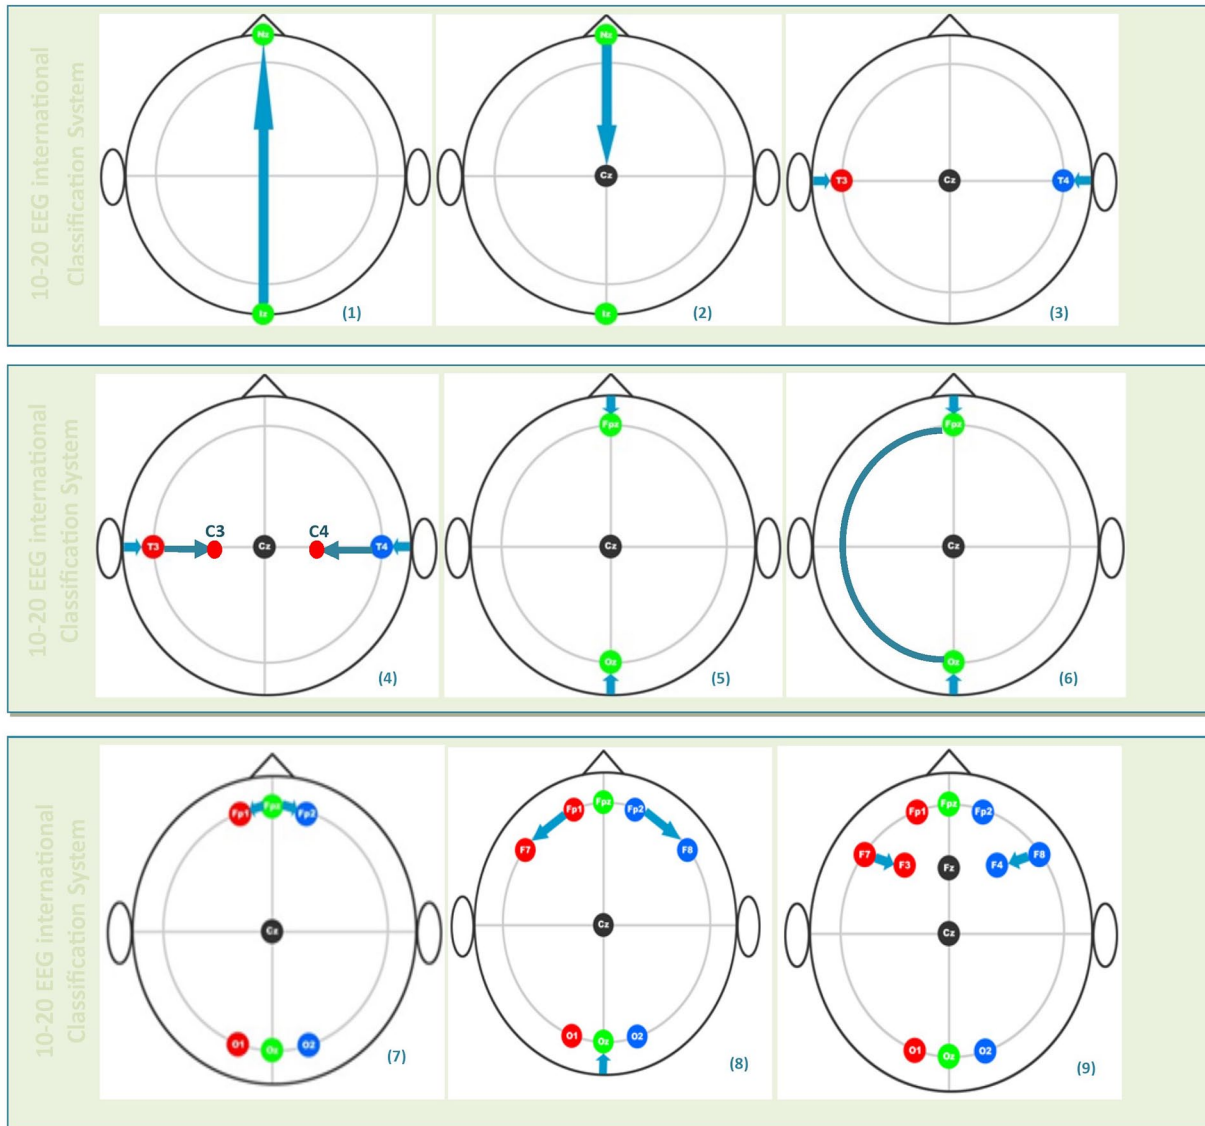 10-20 EEG international
Classification System
Nz
Iz
(1)
Nz
Cz
Iz
(2)
T3
Cz
T4
(3)
10-20 EEG international
Classification System
T3
C3
Cz
C4
T4
(4)
Fpz
Cz
Oz
(5)
Fpz
Cz
Oz
(6)
10-20 EEG international
Classification System
Fp1
Fpz
Fp2
Cz
O1
Oz
O2
(7)
Fp1
Fpz
Fp2
F7
F8
Cz
O1
Oz
O2
(8)
Fp1
Fpz
Fp2
F7
F3
Fz
F4
F8
Cz
O1
Oz
O2
(9)